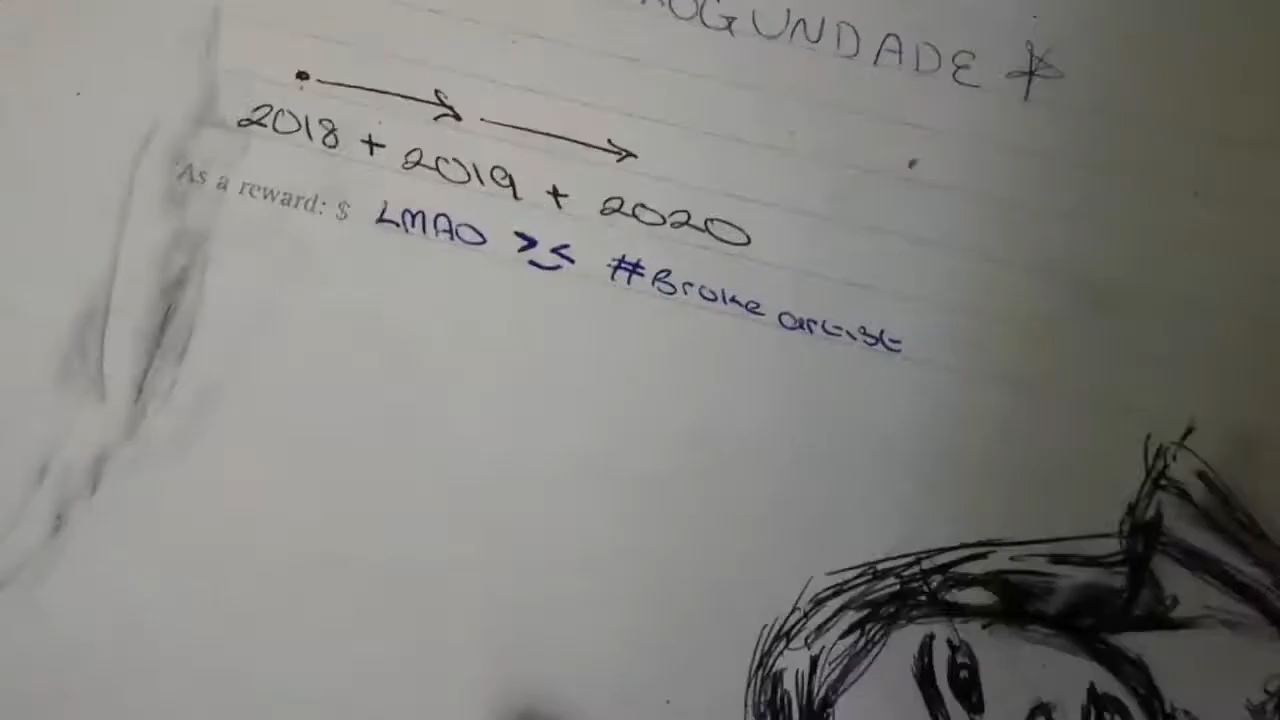 OGUNDADE *
2018 + 2019 + 2020
As a reward: $ LMAO >‿< #Broke artist